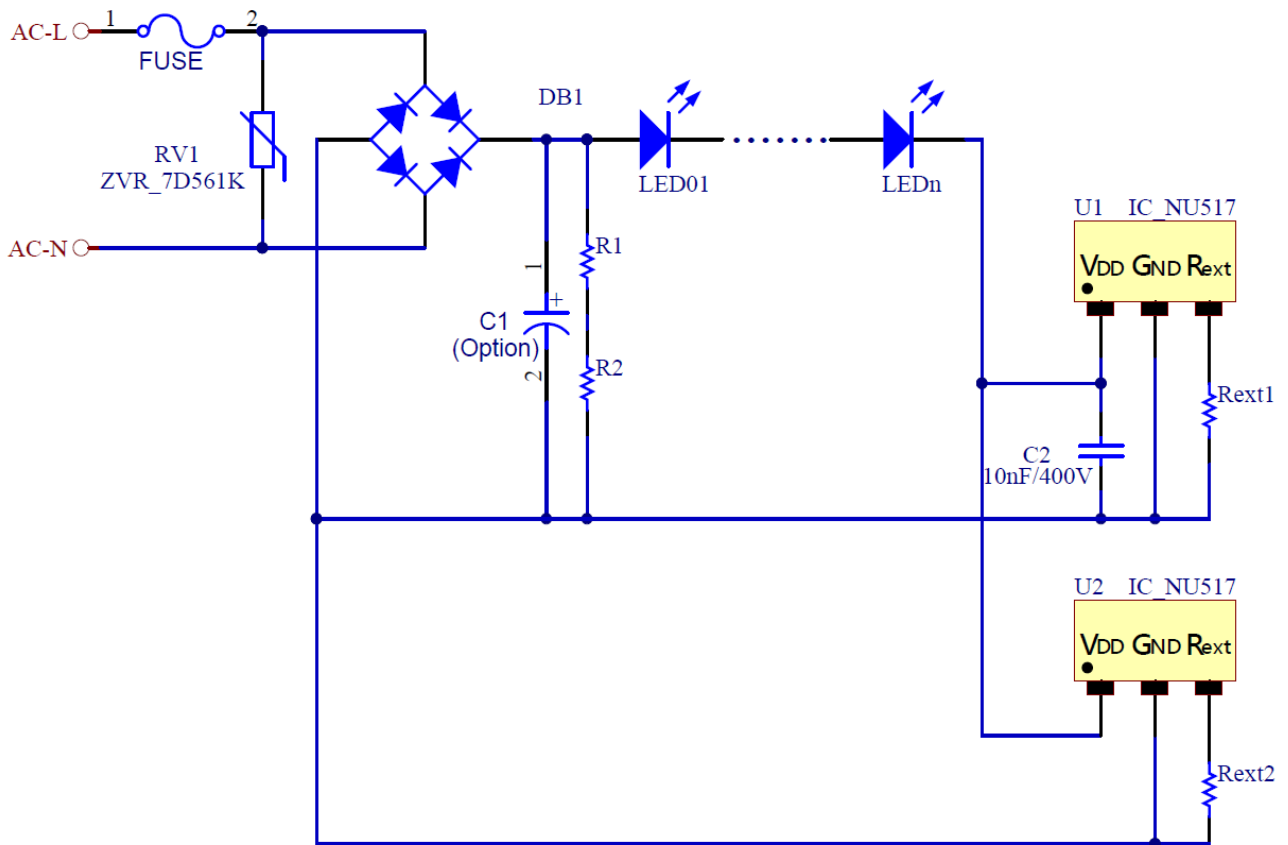 AC-L
1
2
FUSE
RV1
ZVR_7D561K
AC-N
DB1
LED01
LEDn
1
+
C1
(Option)
2
R1
R2
U1 IC_NU517
VDD GND Rext
Rext1
C2
10nF/400V
U2 IC_NU517
VDD GND Rext
Rext2